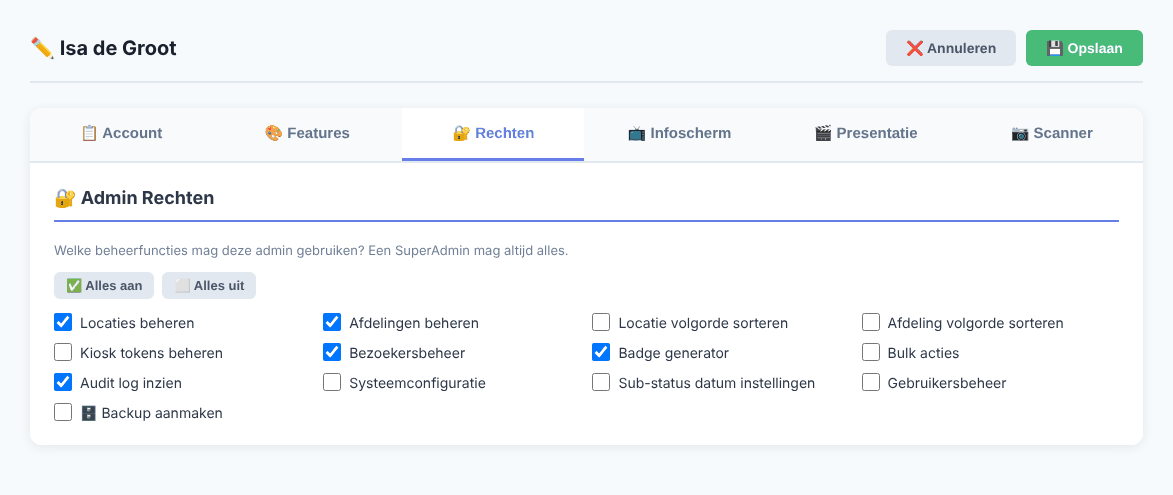 ✏️ Isa de Groot
❌ Annuleren 💾 Opslaan
📋 Account 🎨 Features 🔐 Rechten 📺 Infoscherm 🎬 Presentatie 📷 Scanner
🔐 Admin Rechten
Welke beheerfuncties mag deze admin gebruiken? Een SuperAdmin mag altijd alles.
✅ Alles aan ⬜ Alles uit
Locaties beheren Afdelingen beheren Locatie volgorde sorteren Afdeling volgorde sorteren
Kiosk tokens beheren Bezoekersbeheer Badge generator Bulk acties
Audit log inzien Systeemconfiguratie Sub-status datum instellingen Gebruikersbeheer
🗄️ Backup aanmaken